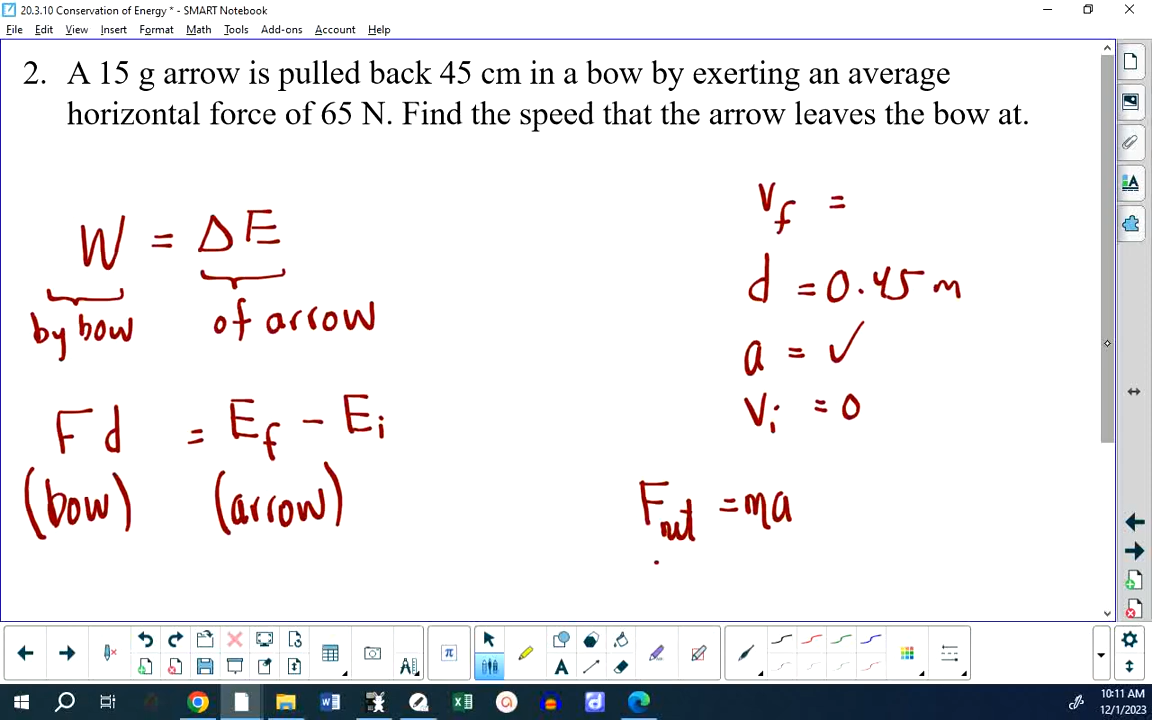 20.3.10 Conservation of Energy * - SMART Notebook
File Edit View Insert Format Math Tools Add-ons Account Help
2. A 15 g arrow is pulled back 45 cm in a bow by exerting an average
horizontal force of 65 N. Find the speed that the arrow leaves the bow at.
W = ΔE
by bow of arrow
Fd = Ef - Ei
(bow) (arrow)
vf =
d = 0.45 m
a = ✓
vi = 0
Fnet = ma
10:11 AM
12/1/2023